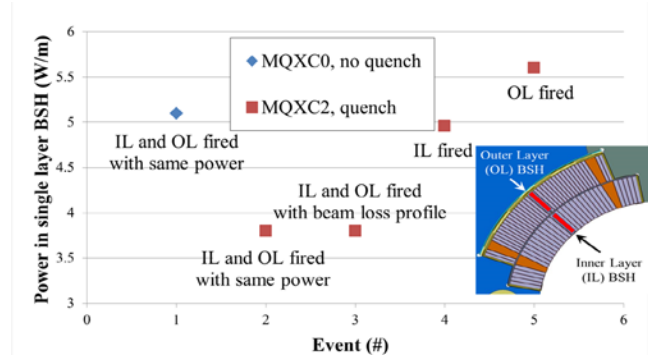 Power in single layer BSH (W/m)
6
5.5
5
4.5
4
3.5
3
0
1
2
3
4
5
6
Event (#)
MQXC0, no quench
MQXC2, quench
OL fired
IL and OL fired
with same power
IL fired
IL and OL fired
with beam loss profile
IL and OL fired
with same power
Outer Layer
(OL) BSH
Inner Layer
(IL) BSH